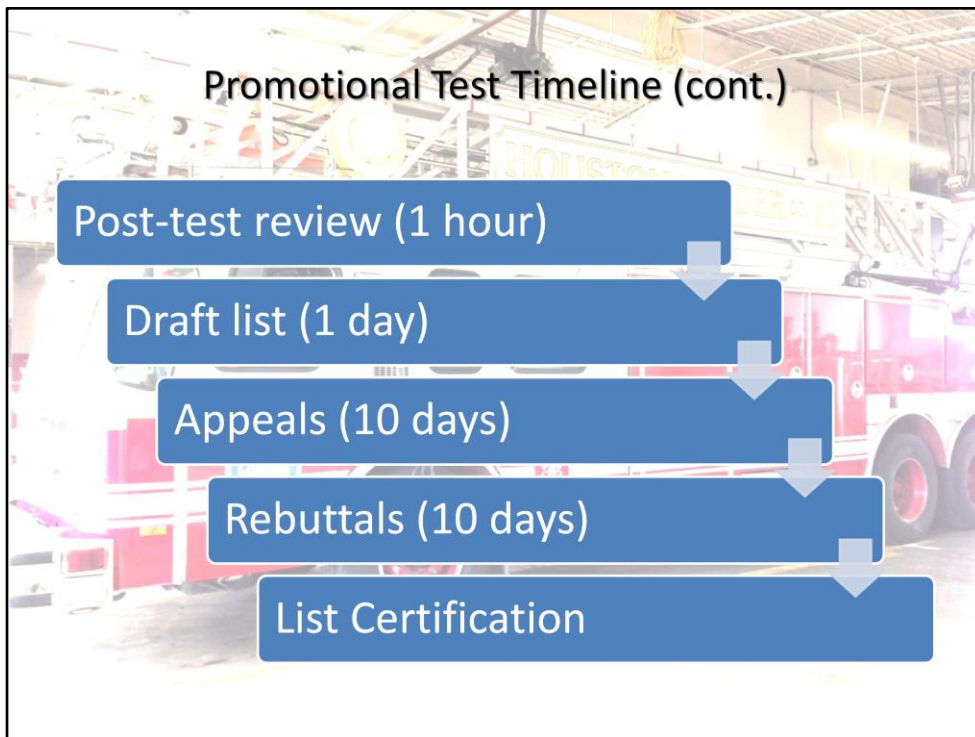 Promotional Test Timeline (cont.)
HOUSTON
Post-test review (1 hour)
Draft list (1 day)
Appeals (10 days)
Rebuttals (10 days)
List Certification